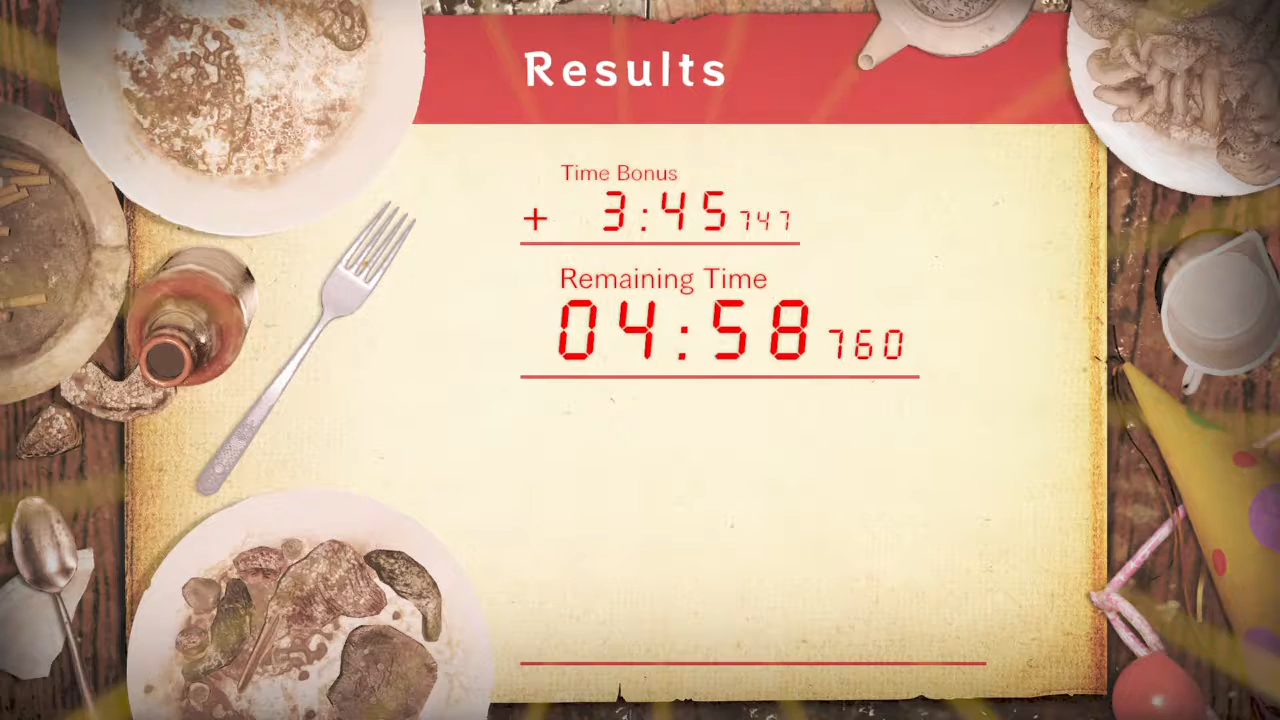 Results
Time Bonus
+ 3:45 747
Remaining Time
04:58 760